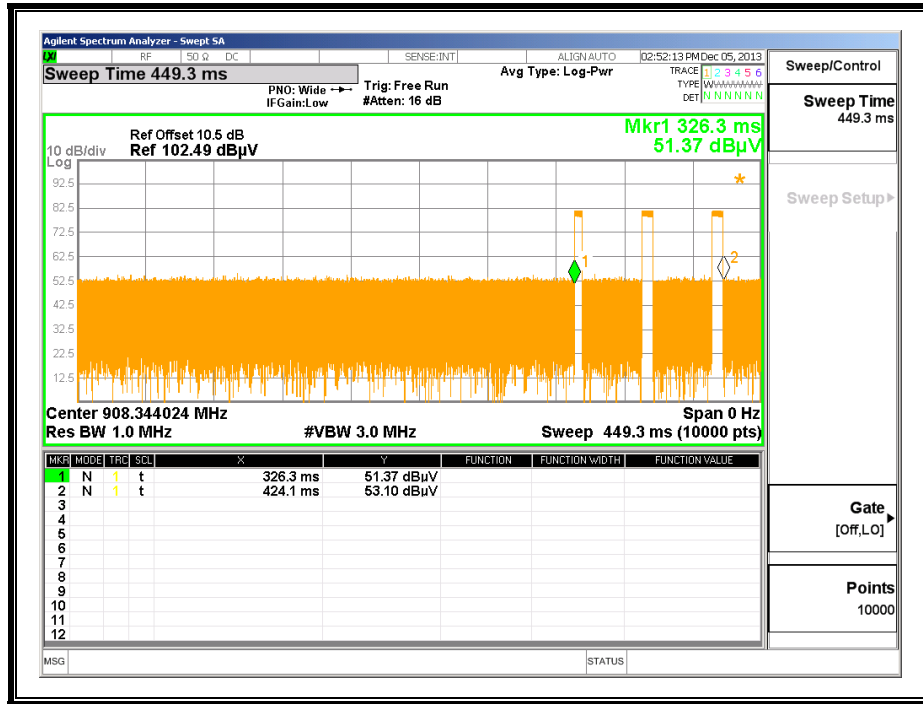 Agilent Spectrum Analyzer - Swept SA
LXI RF 50 Ω DC SENSE:INT ALIGN AUTO 02:52:13 PM Dec 05, 2013
Sweep Time 449.3 ms
PNO: Wide
IFGain:Low
Trig: Free Run
#Atten: 16 dB
Avg Type: Log-Pwr
TRACE 1 2 3 4 5 6
TYPE WWWWWW
DET N N N N N N
Sweep/Control
Sweep Time
449.3 ms
Sweep Setup
Gate
[Off,LO]
Points
10000
Mkr1 326.3 ms
51.37 dBµV
Ref Offset 10.5 dB
10 dB/div Ref 102.49 dBµV
Log
92.5
82.5
72.5
62.5
52.5
42.5
32.5
22.5
12.5
*
1
2
Center 908.344024 MHz Span 0 Hz
Res BW 1.0 MHz #VBW 3.0 MHz Sweep 449.3 ms (10000 pts)
MKR MODE TRC SCL X Y FUNCTION FUNCTION WIDTH FUNCTION VALUE
1 N 1 t 326.3 ms 51.37 dBµV
2 N 1 t 424.1 ms 53.10 dBµV
3
4
5
6
7
8
9
10
11
12
MSG STATUS